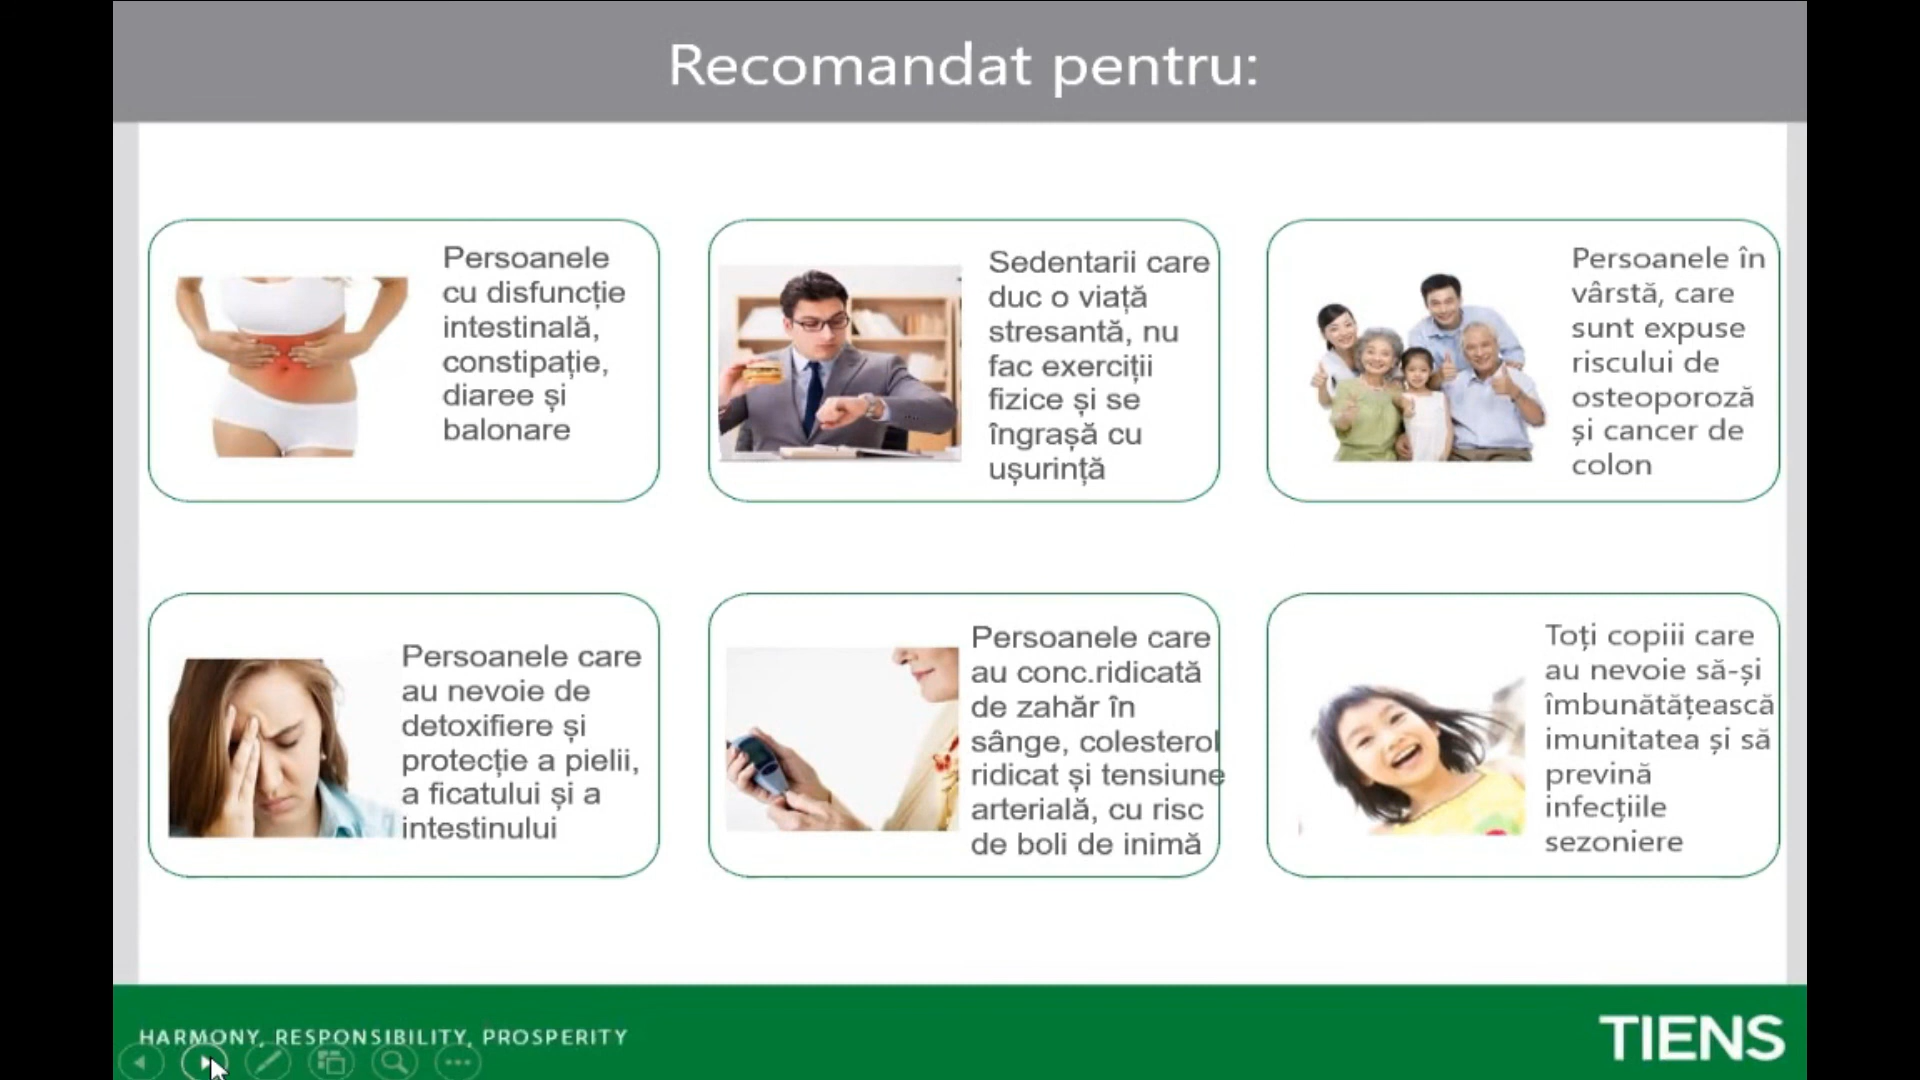 Recomandat pentru:
Persoanele
cu disfuncție
intestinală,
constipație,
diaree și
balonare
Sedentarii care
duc o viață
stresantă, nu
fac exerciții
fizice și se
îngrașă cu
ușurință
Persoanele în
vârstă, care
sunt expuse
riscului de
osteoporoză
și cancer de
colon
Persoanele care
au nevoie de
detoxifiere și
protecție a pielii,
a ficatului și a
intestinului
Persoanele care
au conc.ridicată
de zahăr în
sânge, colesterol
ridicat și tensiune
arterială, cu risc
de boli de inimă
Toți copiii care
au nevoie să-și
îmbunătățească
imunitatea și să
prevină
infecțiile
sezoniere
HARMONY, RESPONSIBILITY, PROSPERITY
TIENS